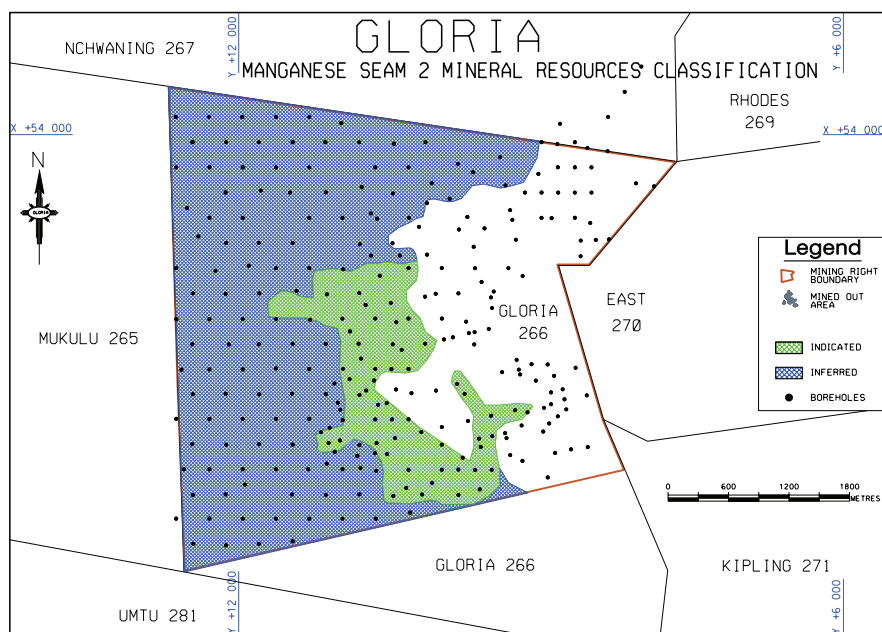 GLORIA
MANGANESE SEAM 2 MINERAL RESOURCES CLASSIFICATION
NCHWANING 267
Y +12 000
Y +6 000
RHODES
269
X +54 000
X +54 000
N
GLORIA
Legend
MINING RIGHT
BOUNDARY
MINED OUT
AREA
INDICATED
INFERRED
BOREHOLES
EAST
270
GLORIA
266
MUKULU 265
0 600 1200 1800
METRES
GLORIA 266
KIPLING 271
UMTU 281
Y +12 000
Y +6 000